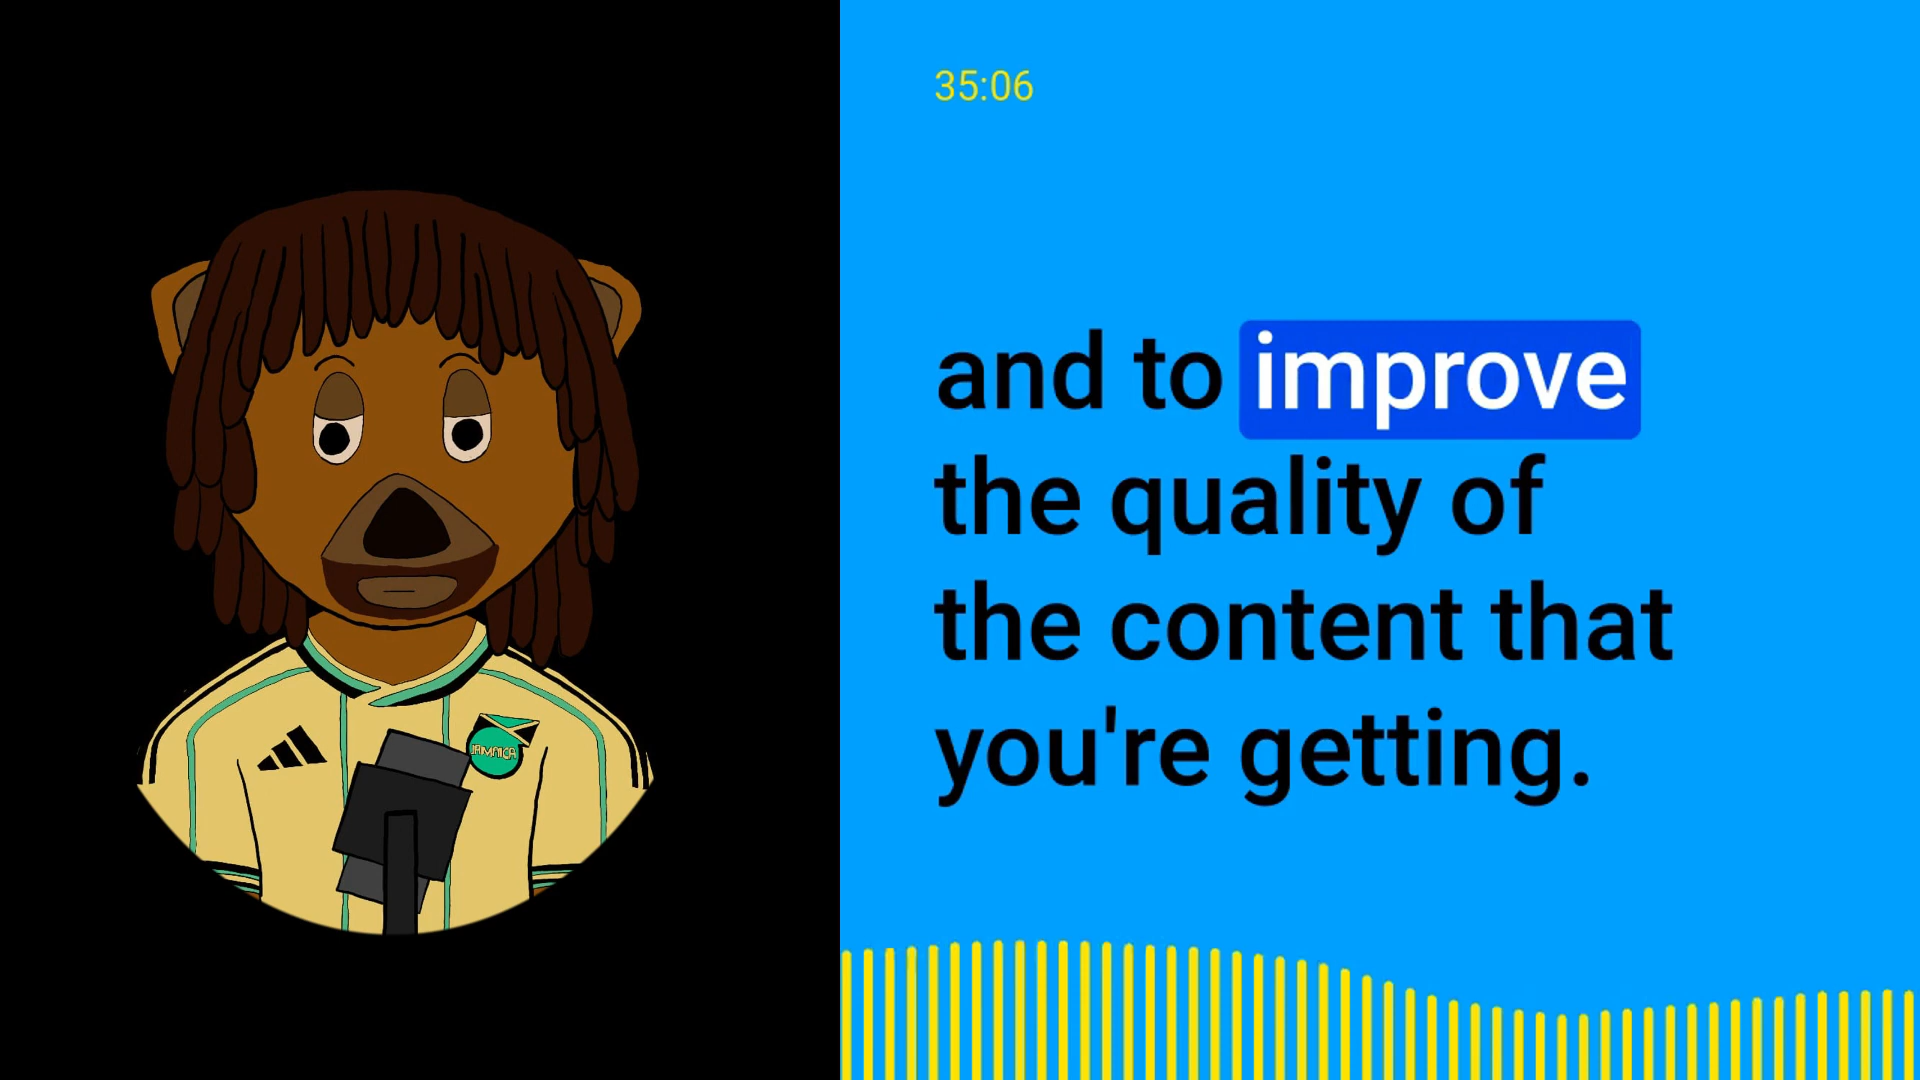 35:06
and to improve
the quality of
the content that
you're getting.
JAMAICA